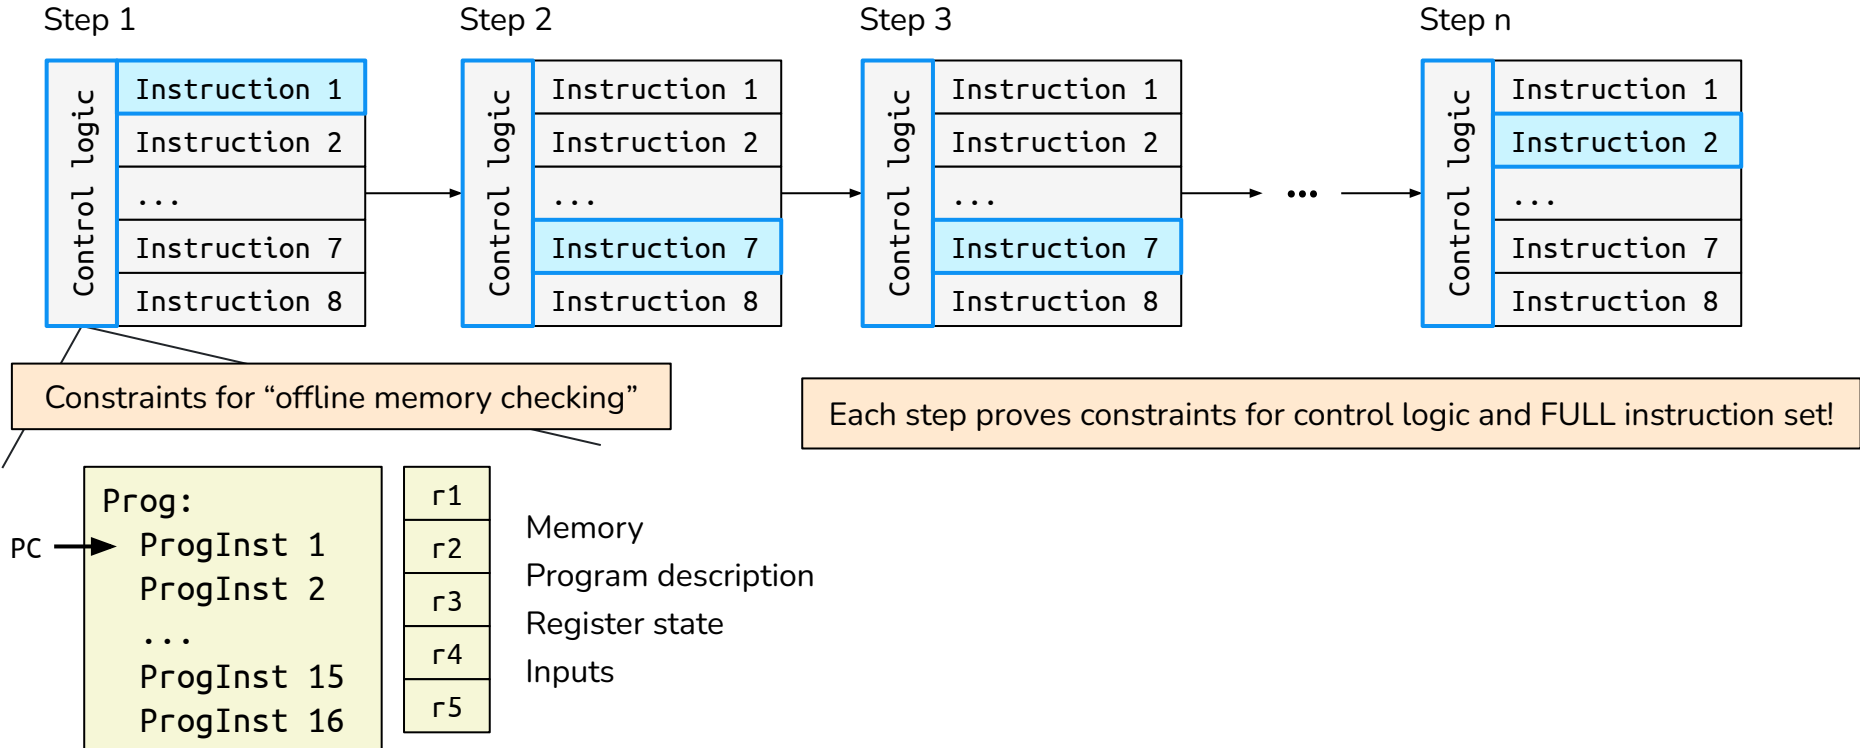 Step 1
Step 2
Step 3
Step n
Control logic
Instruction 1
Instruction 2
...
Instruction 7
Instruction 8
Control logic
Instruction 1
Instruction 2
...
Instruction 7
Instruction 8
Control logic
Instruction 1
Instruction 2
...
Instruction 7
Instruction 8
...
Control logic
Instruction 1
Instruction 2
...
Instruction 7
Instruction 8
Constraints for “offline memory checking”
Each step proves constraints for control logic and FULL instruction set!
PC
Prog:
ProgInst 1
ProgInst 2
...
ProgInst 15
ProgInst 16
r1
r2
r3
r4
r5
Memory
Program description
Register state
Inputs